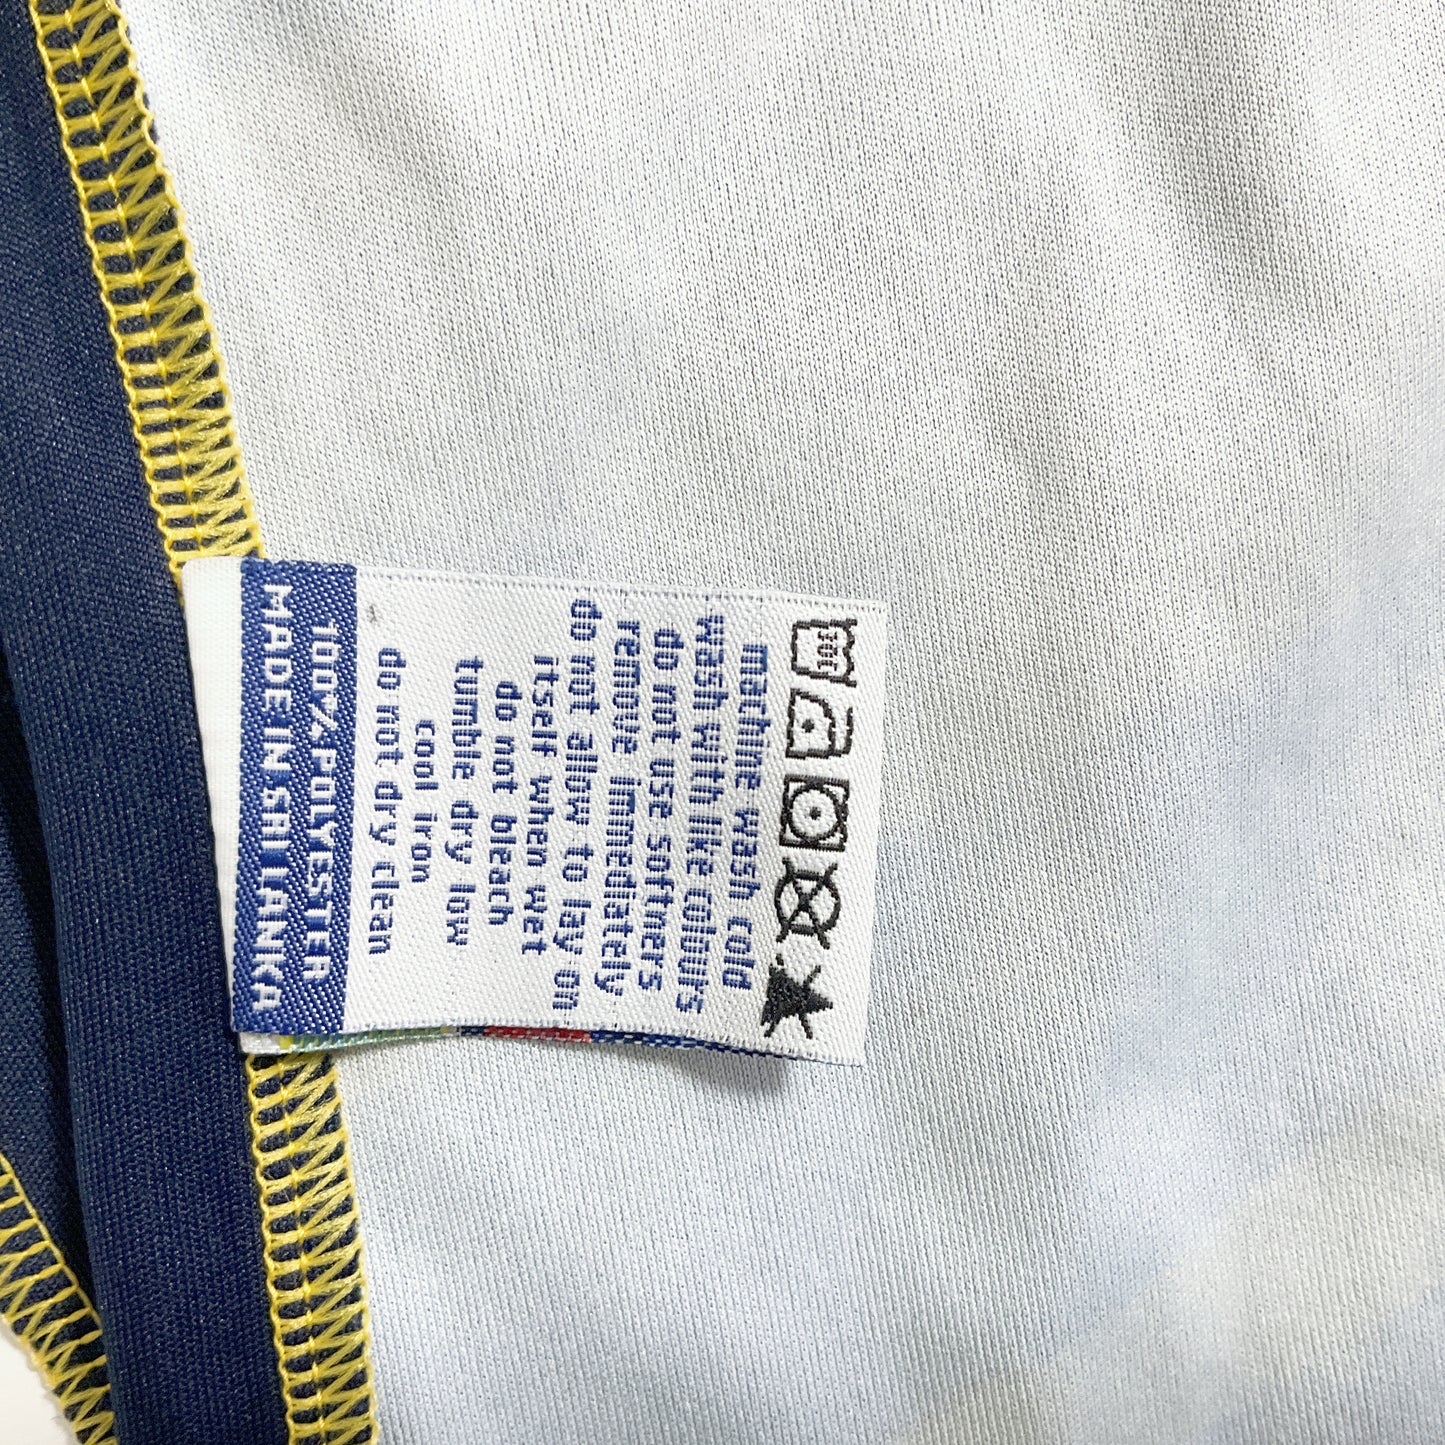 30°
machine wash cold
wash with like colours
do not use softners
remove immediately
do not allow to lay on
itself when wet
do not bleach
tumble dry low
cool iron
do not dry clean
100% POLYESTER
MADE IN SRI LANKA